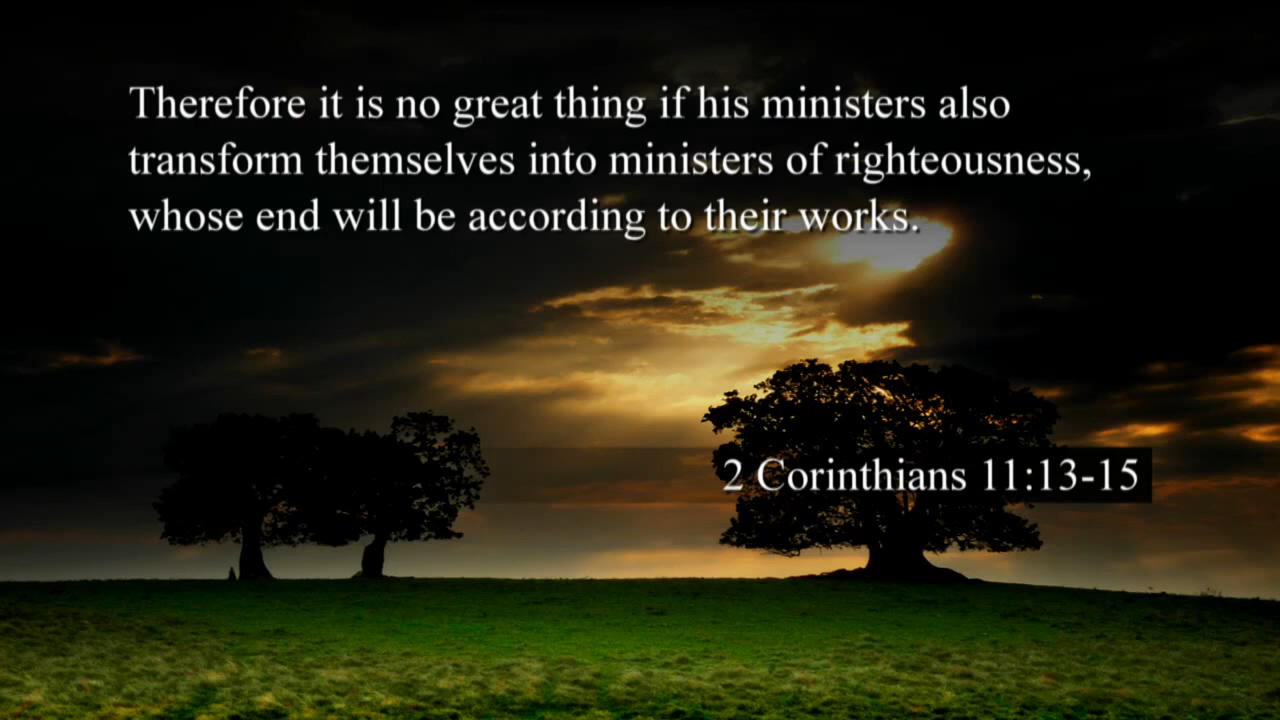 Therefore it is no great thing if his ministers also
transform themselves into ministers of righteousness,
whose end will be according to their works.
2 Corinthians 11:13-15